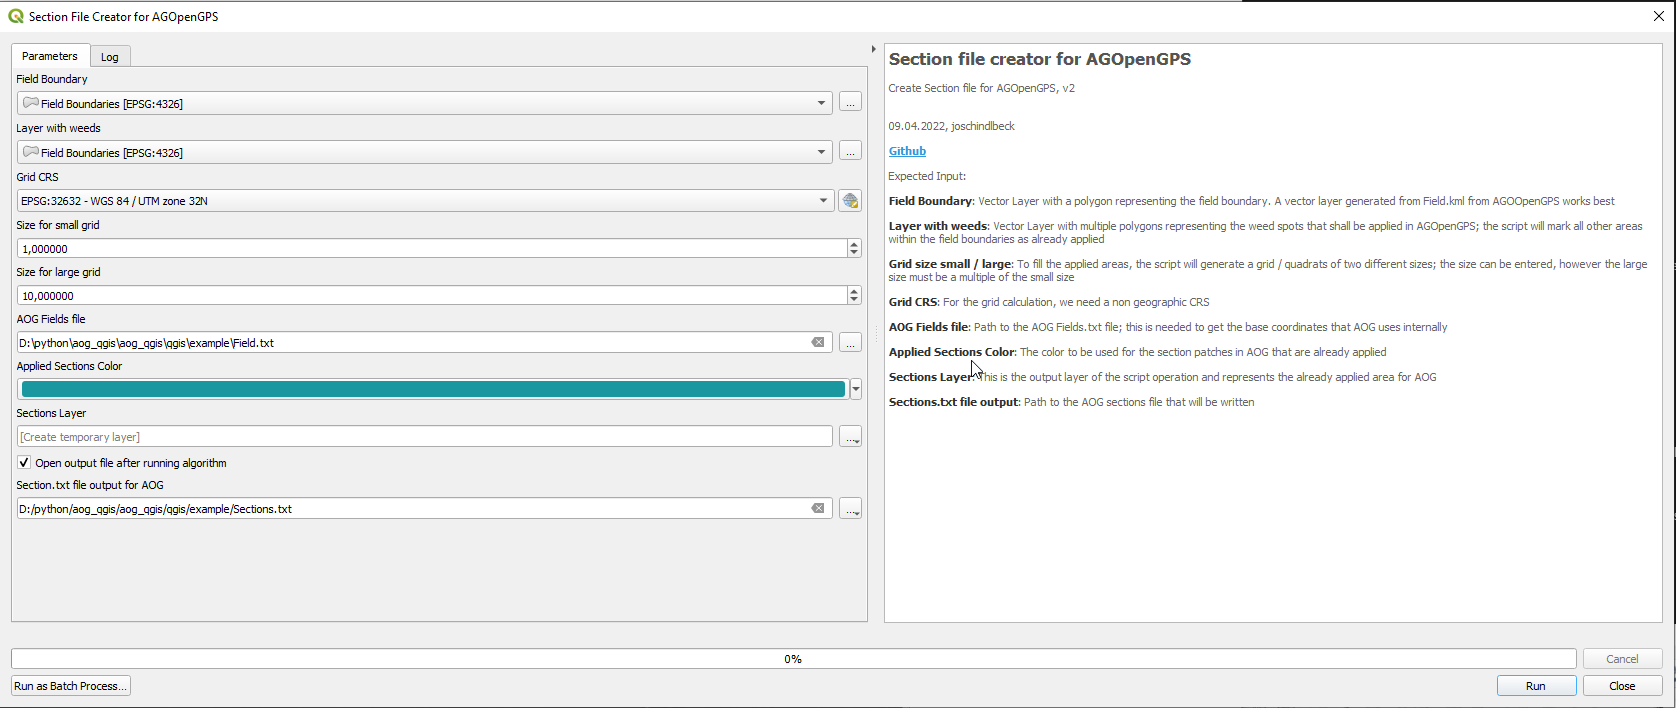 Section File Creator for AGOpenGPS
Parameters
Log
Field Boundary
Field Boundaries [EPSG:4326]
...
Layer with weeds
Field Boundaries [EPSG:4326]
...
Grid CRS
EPSG:32632 - WGS 84 / UTM zone 32N
Size for small grid
1,000000
Size for large grid
10,000000
AOG Fields file
D:\python\aog_qgis\aog_qgis\qgis\example\Field.txt
...
Applied Sections Color
Sections Layer
[Create temporary layer]
...
Open output file after running algorithm
Section.txt file output for AOG
D:/python/aog_qgis/aog_qgis/qgis/example/Sections.txt
...
Section file creator for AGOpenGPS
Create Section file for AGOpenGPS, v2
09.04.2022, joschindlbeck
Github
Expected Input:
Field Boundary: Vector Layer with a polygon representing the field boundary. A vector layer generated from Field.kml from AGOOpenGPS works best
Layer with weeds: Vector Layer with multiple polygons representing the weed spots that shall be applied in AGOpenGPS; the script will mark all other areas
within the field boundaries as already applied
Grid size small / large: To fill the applied areas, the script will generate a grid / quadrats of two different sizes; the size can be entered, however the large
size must be a multiple of the small size
Grid CRS: For the grid calculation, we need a non geographic CRS
AOG Fields file: Path to the AOG Fields.txt file; this is needed to get the base coordinates that AOG uses internally
Applied Sections Color: The color to be used for the section patches in AOG that are already applied
Sections Layer: This is the output layer of the script operation and represents the already applied area for AOG
Sections.txt file output: Path to the AOG sections file that will be written
0%
Cancel
Run as Batch Process...
Run
Close